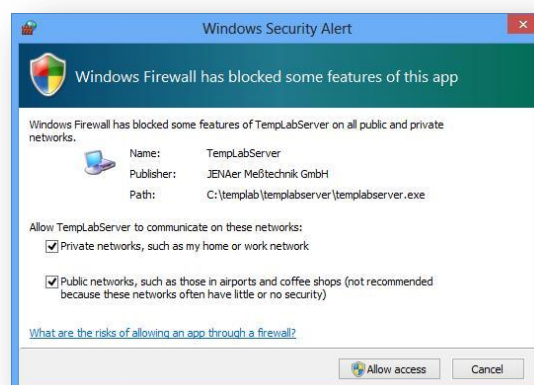 Windows Security Alert
Windows Firewall has blocked some features of this app
Windows Firewall has blocked some features of TempLabServer on all public and private
networks.
Name: TempLabServer
Publisher: JENAer Meßtechnik GmbH
Path: C:\templab\templabserver\templabserver.exe
Allow TempLabServer to communicate on these networks:
Private networks, such as my home or work network
Public networks, such as those in airports and coffee shops (not recommended
because these networks often have little or no security)
What are the risks of allowing an app through a firewall?
Allow access Cancel